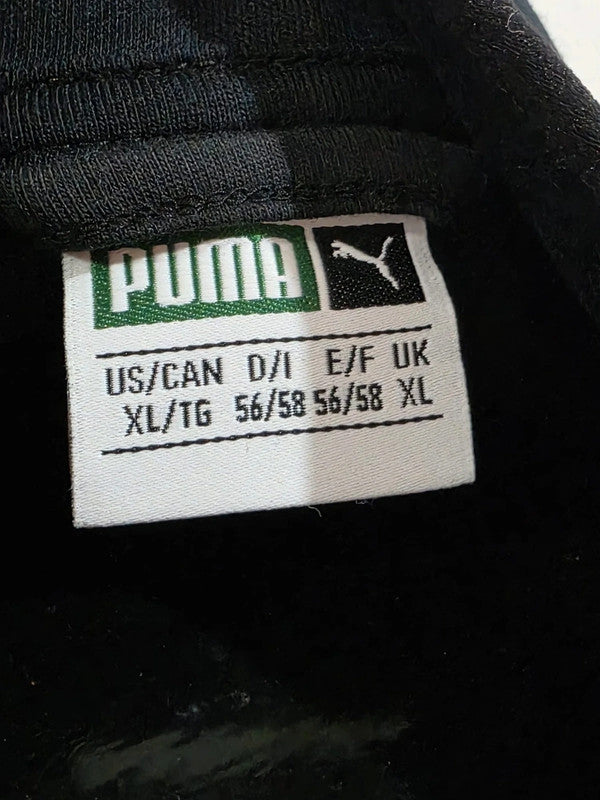 PUMA
US/CAN D/I E/F UK
XL/TG 56/58 56/58 XL